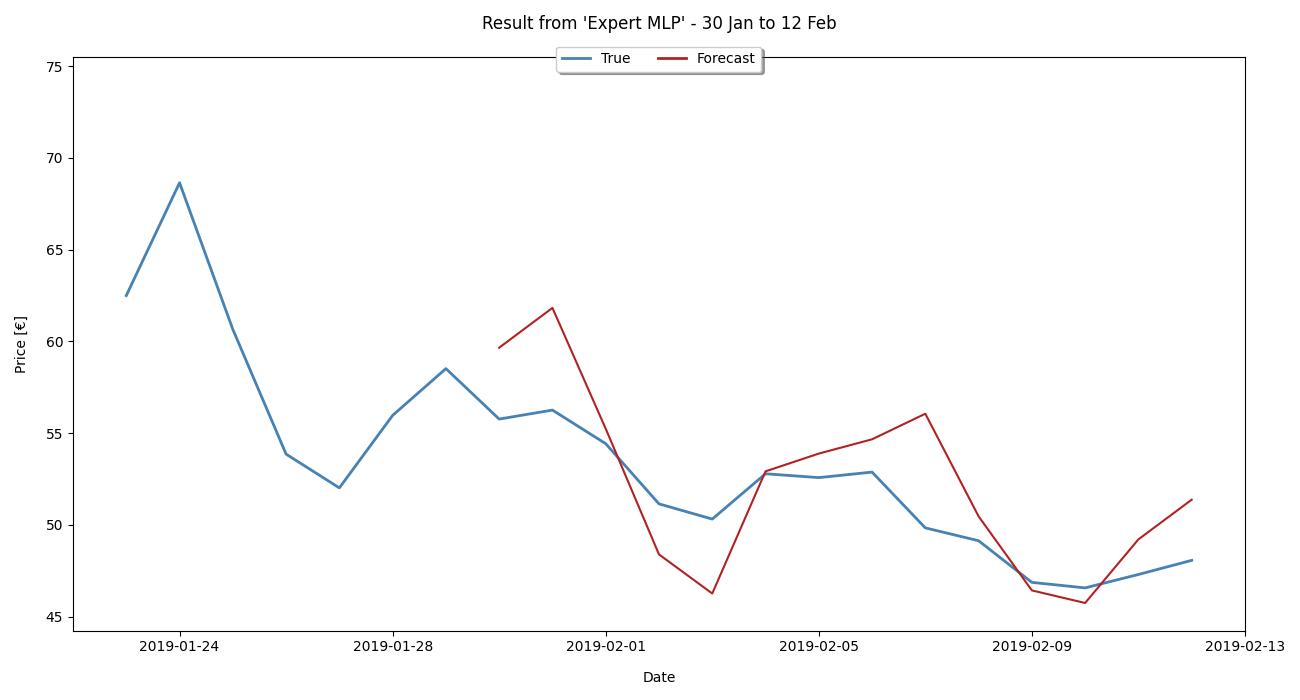 Result from 'Expert MLP' - 30 Jan to 12 Feb
True Forecast
75
70
65
60
55
50
45
Price [€]
2019-01-24 2019-01-28 2019-02-01 2019-02-05 2019-02-09 2019-02-13
Date